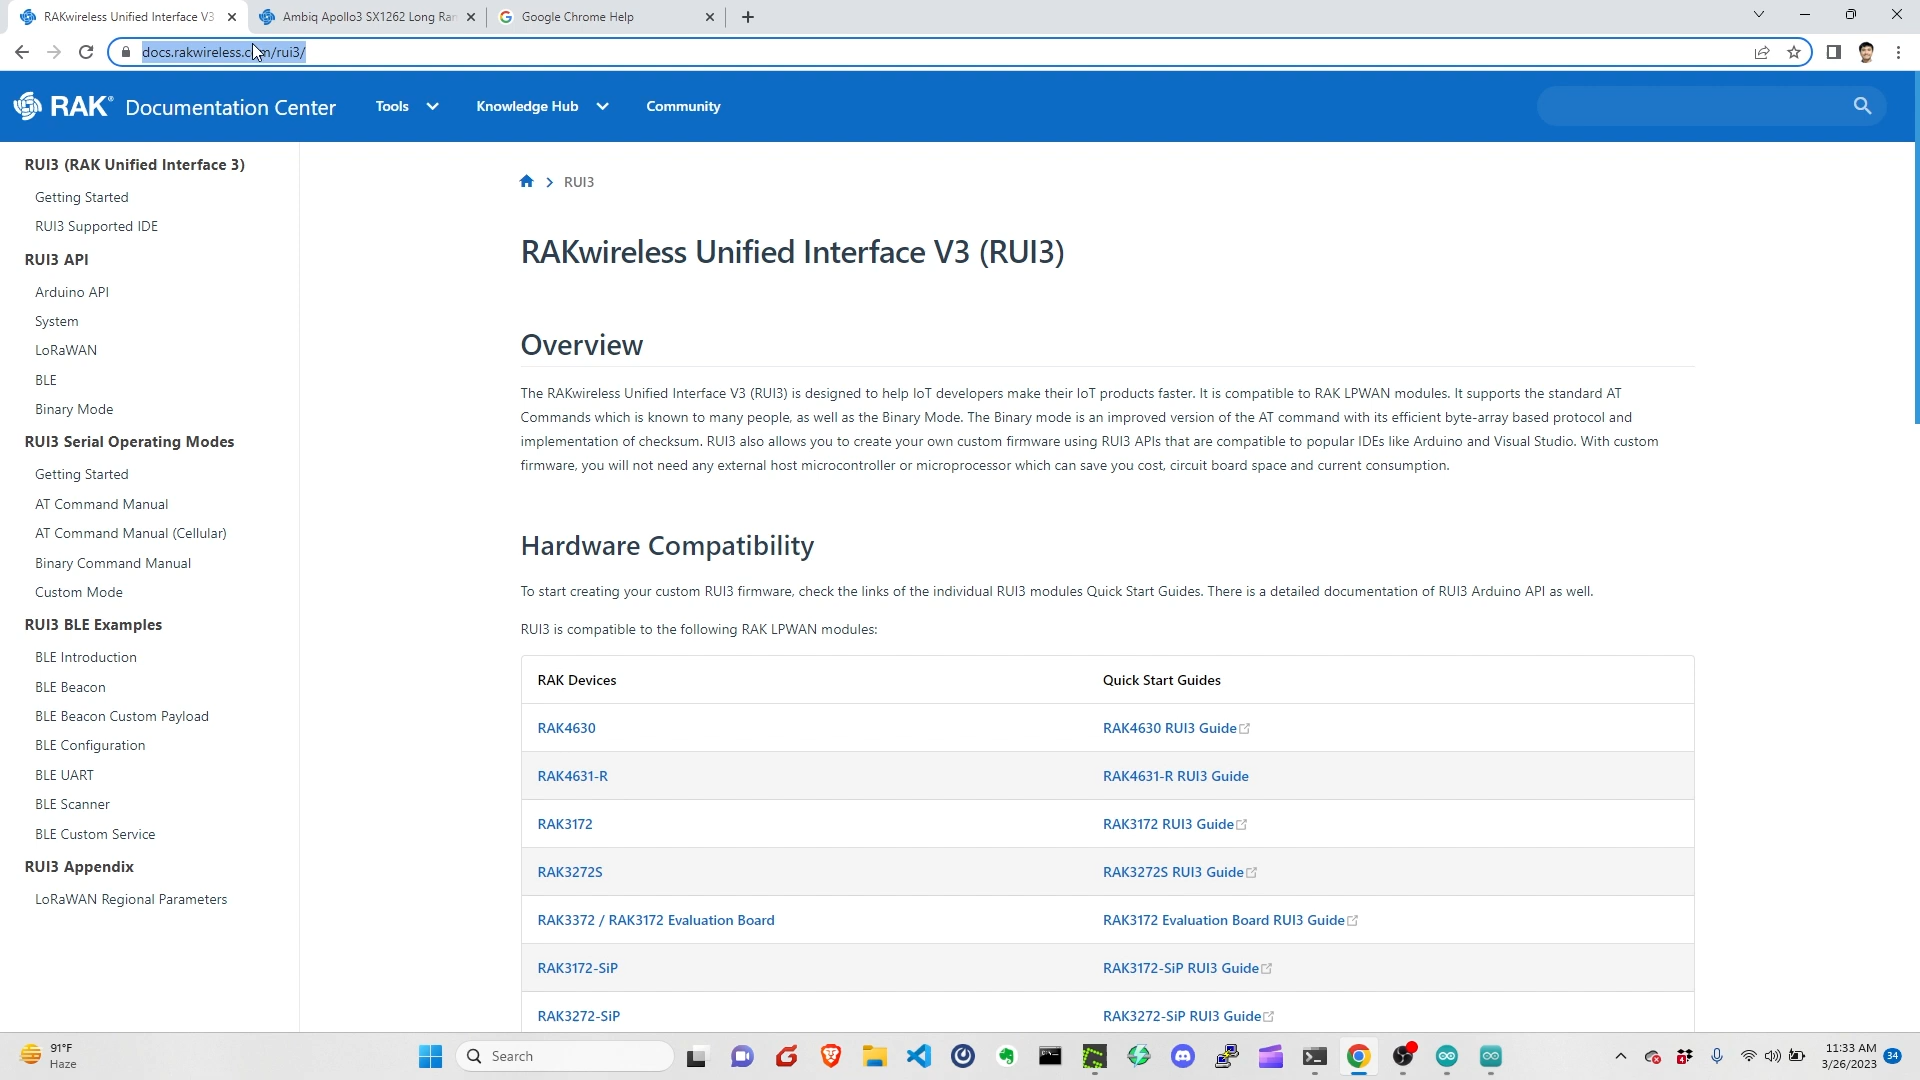 RAKwireless Unified Interface V3
Ambiq Apollo3 SX1262 Long Ran
Google Chrome Help
docs.rakwireless.com/rui3/
RAK® Documentation Center
Tools
Knowledge Hub
Community
RUI3 (RAK Unified Interface 3)
Getting Started
RUI3 Supported IDE
RUI3 API
Arduino API
System
LoRaWAN
BLE
Binary Mode
RUI3 Serial Operating Modes
Getting Started
AT Command Manual
AT Command Manual (Cellular)
Binary Command Manual
Custom Mode
RUI3 BLE Examples
BLE Introduction
BLE Beacon
BLE Beacon Custom Payload
BLE Configuration
BLE UART
BLE Scanner
BLE Custom Service
RUI3 Appendix
LoRaWAN Regional Parameters
RUI3
RAKwireless Unified Interface V3 (RUI3)
Overview
The RAKwireless Unified Interface V3 (RUI3) is designed to help IoT developers make their IoT products faster. It is compatible to RAK LPWAN modules. It supports the standard AT
Commands which is known to many people, as well as the Binary Mode. The Binary mode is an improved version of the AT command with its efficient byte-array based protocol and
implementation of checksum. RUI3 also allows you to create your own custom firmware using RUI3 APIs that are compatible to popular IDEs like Arduino and Visual Studio. With custom
firmware, you will not need any external host microcontroller or microprocessor which can save you cost, circuit board space and current consumption.
Hardware Compatibility
To start creating your custom RUI3 firmware, check the links of the individual RUI3 modules Quick Start Guides. There is a detailed documentation of RUI3 Arduino API as well.
RUI3 is compatible to the following RAK LPWAN modules:
RAK Devices
Quick Start Guides
RAK4630
RAK4630 RUI3 Guide
RAK4631-R
RAK4631-R RUI3 Guide
RAK3172
RAK3172 RUI3 Guide
RAK3272S
RAK3272S RUI3 Guide
RAK3372 / RAK3172 Evaluation Board
RAK3172 Evaluation Board RUI3 Guide
RAK3172-SiP
RAK3172-SiP RUI3 Guide
RAK3272-SiP
RAK3272-SiP RUI3 Guide
91°F
Haze
Search
11:33 AM
3/26/2023
34